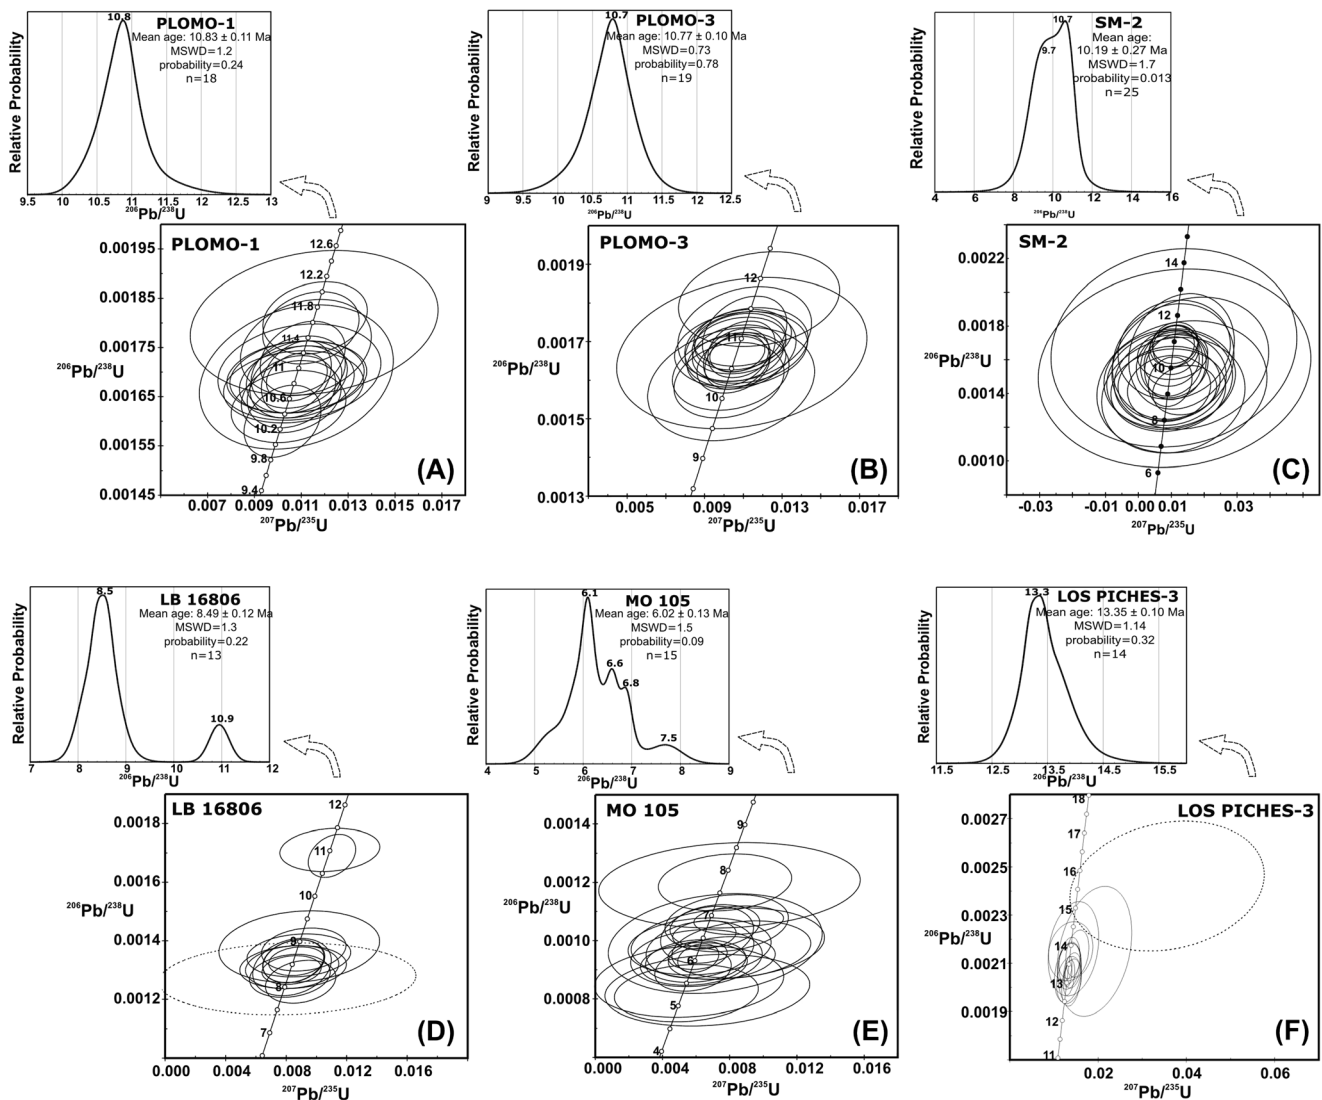 PLOMO-1
10.8
Mean age: 10.83 ± 0.11 Ma
MSWD=1.2
probability=0.24
n=18
Relative Probability
9.5 10 10.5 11 11.5 12 12.5 13
206Pb/238U
PLOMO-3
10.7
Mean age: 10.77 ± 0.10 Ma
MSWD=0.73
probability=0.78
n=19
Relative Probability
9 9.5 10 10.5 11 11.5 12 12.5
206Pb/238U
SM-2
10.7
9.7
Mean age:
10.19 ± 0.27 Ma
MSWD=1.7
probability=0.013
n=25
Relative Probability
4 6 8 10 12 14 16
206Pb/238U
PLOMO-1
0.00195
0.00185
0.00175
0.00165
0.00155
0.00145
206Pb/238U
12.6
12.2
11.8
11.4
11
10.6
10.2
9.8
9.4
(A)
0.007 0.009 0.011 0.013 0.015 0.017
207Pb/235U
PLOMO-3
0.0019
0.0017
0.0015
0.0013
206Pb/238U
12
11
10
9
(B)
0.005 0.009 0.013 0.017
207Pb/235U
SM-2
0.0022
0.0018
0.0014
0.0010
206Pb/238U
14
12
10
8
6
(C)
-0.03 -0.01 0.00 0.01 0.03
207Pb/235U
LB 16806
8.5
10.9
Mean age: 8.49 ± 0.12 Ma
MSWD=1.3
probability=0.22
n=13
Relative Probability
7 8 9 10 11 12
206Pb/238U
MO 105
6.1
6.6
6.8
7.5
Mean age: 6.02 ± 0.13 Ma
MSWD=1.5
probability=0.09
n=15
Relative Probability
4 5 6 7 8 9
206Pb/238U
LOS PICHES-3
13.3
Mean age: 13.35 ± 0.10 Ma
MSWD=1.14
probability=0.32
n=14
Relative Probability
11.5 12.5 13.5 14.5 15.5
206Pb/238U
LB 16806
0.0018
0.0016
0.0014
0.0012
206Pb/238U
12
11
10
9
8
7
(D)
0.000 0.004 0.008 0.012 0.016
207Pb/235U
MO 105
0.0014
0.0012
0.0010
0.0008
206Pb/238U
9
8
7
6
5
4
(E)
0.000 0.004 0.008 0.012 0.016
207Pb/235U
LOS PICHES-3
0.0027
0.0025
0.0023
0.0021
0.0019
206Pb/238U
18
17
16
15
14
13
12
11
(F)
0.02 0.04 0.06
207Pb/235U